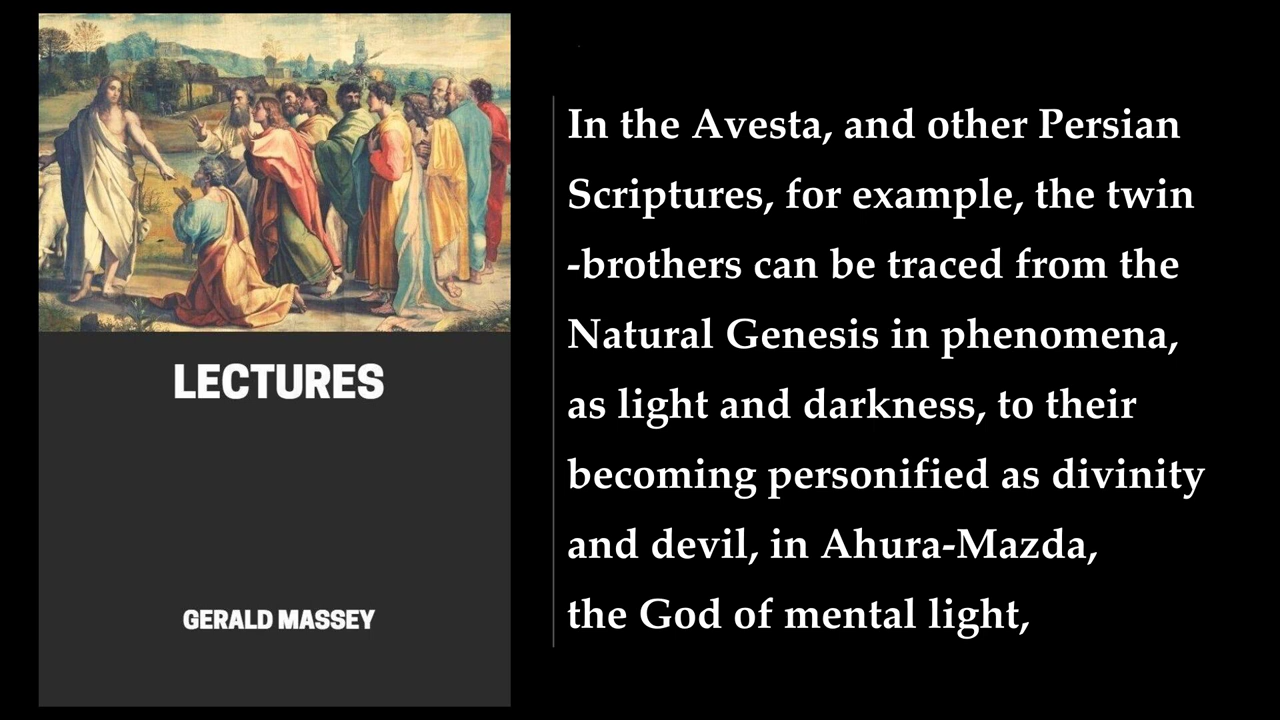 LECTURES
GERALD MASSEY
In the Avesta, and other Persian
Scriptures, for example, the twin
-brothers can be traced from the
Natural Genesis in phenomena,
as light and darkness, to their
becoming personified as divinity
and devil, in Ahura-Mazda,
the God of mental light,